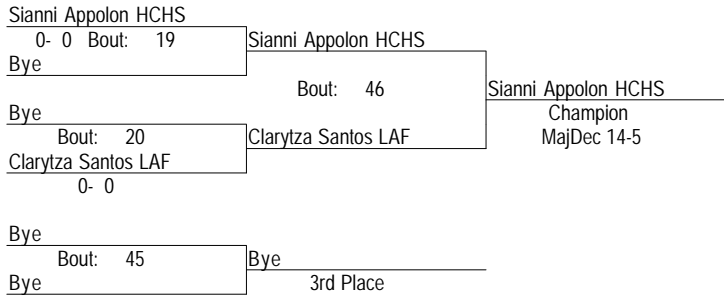 Sianni Appolon HCHS
0- 0 Bout: 19
Sianni Appolon HCHS
Bye
Bout: 46
Sianni Appolon HCHS
Bye
Champion
Bout: 20
Clarytza Santos LAF
MajDec 14-5
Clarytza Santos LAF
0- 0
Bye
Bout: 45
Bye
Bye
3rd Place